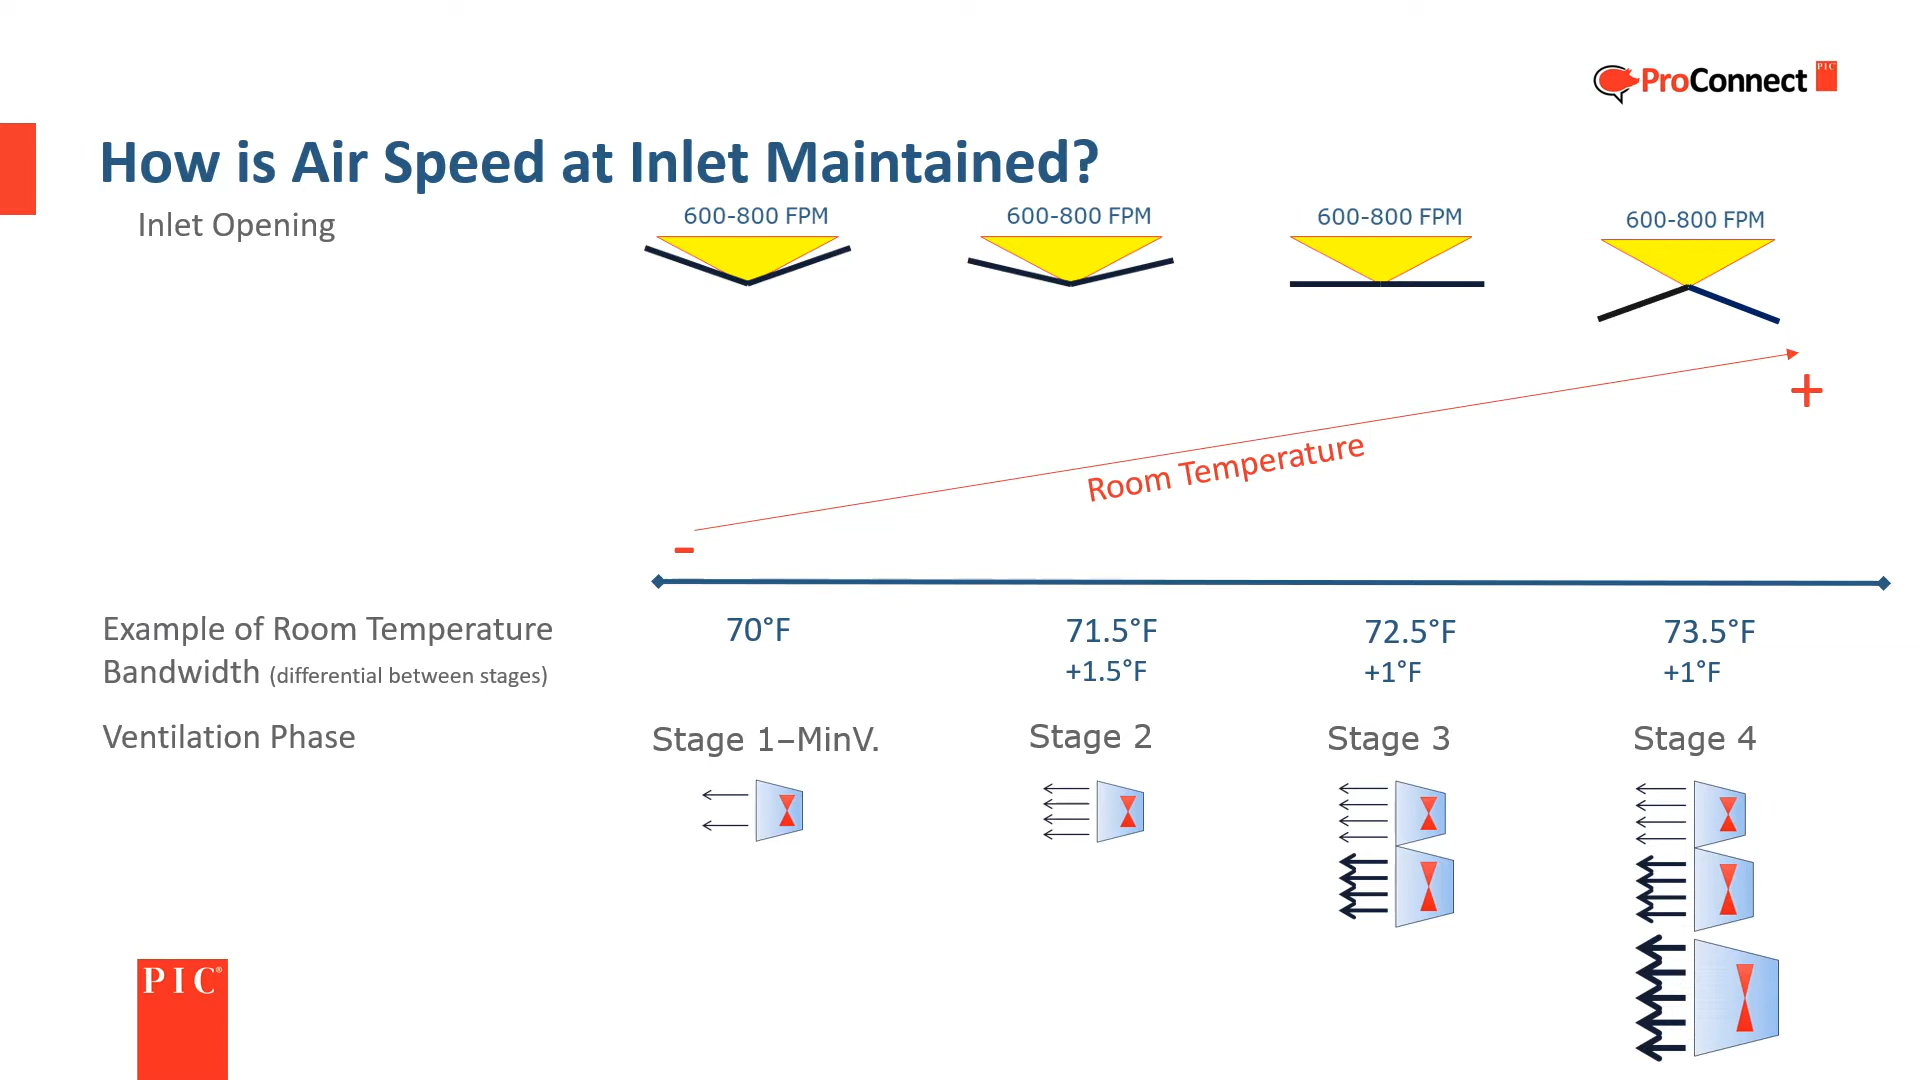 ProConnect PIC
How is Air Speed at Inlet Maintained?
Inlet Opening
600-800 FPM 600-800 FPM 600-800 FPM 600-800 FPM
+
Room Temperature
-
Example of Room Temperature 70°F 71.5°F 72.5°F 73.5°F
Bandwidth (differential between stages) +1.5°F +1°F +1°F
Ventilation Phase Stage 1–MinV. Stage 2 Stage 3 Stage 4
PIC®